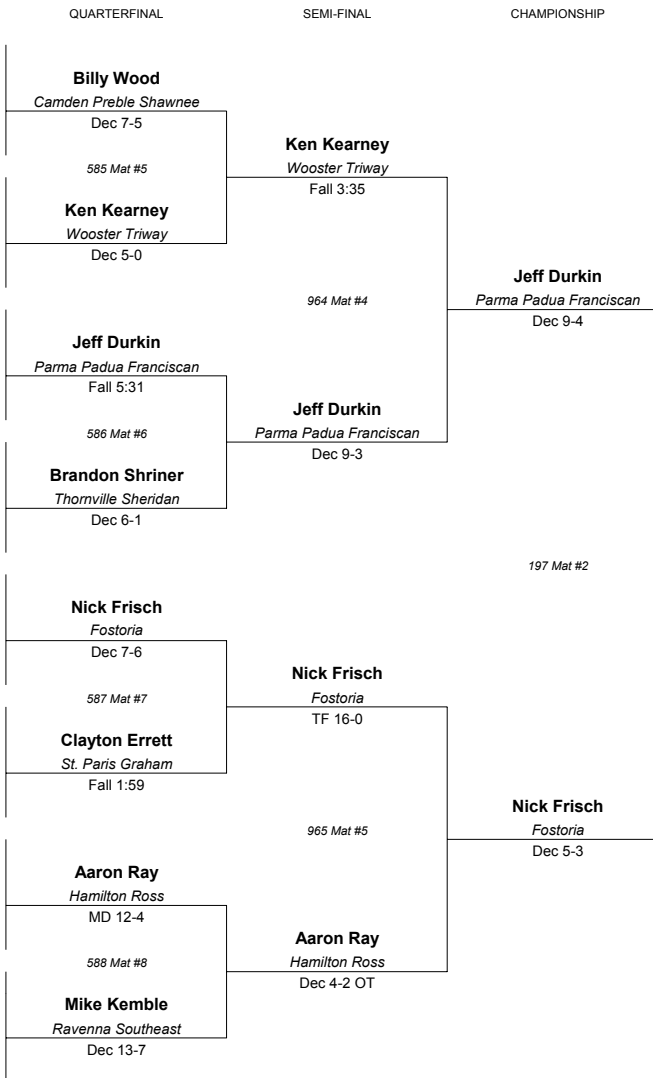 QUARTERFINAL SEMI-FINAL CHAMPIONSHIP
Billy Wood
Camden Preble Shawnee
Dec 7-5
585 Mat #5
Ken Kearney
Wooster Triway
Dec 5-0
Jeff Durkin
Parma Padua Franciscan
Fall 5:31
586 Mat #6
Brandon Shriner
Thornville Sheridan
Dec 6-1
Nick Frisch
Fostoria
Dec 7-6
587 Mat #7
Clayton Errett
St. Paris Graham
Fall 1:59
Aaron Ray
Hamilton Ross
MD 12-4
588 Mat #8
Mike Kemble
Ravenna Southeast
Dec 13-7
Ken Kearney
Wooster Triway
Fall 3:35
964 Mat #4
Jeff Durkin
Parma Padua Franciscan
Dec 9-3
Nick Frisch
Fostoria
TF 16-0
965 Mat #5
Aaron Ray
Hamilton Ross
Dec 4-2 OT
Jeff Durkin
Parma Padua Franciscan
Dec 9-4
197 Mat #2
Nick Frisch
Fostoria
Dec 5-3